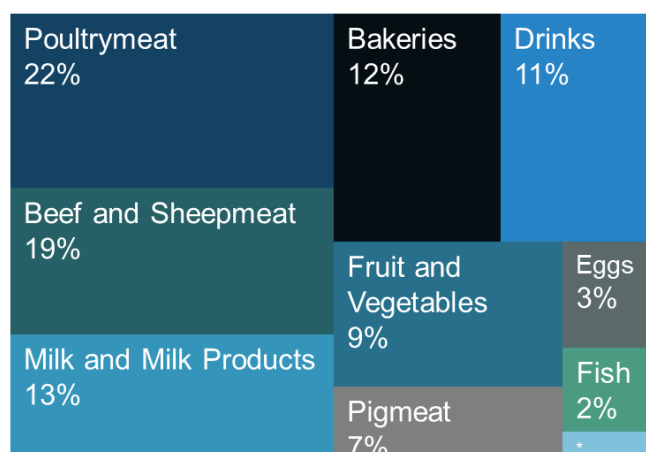 Poultrymeat
22%
Beef and Sheepmeat
19%
Milk and Milk Products
13%
Bakeries
12%
Drinks
11%
Fruit and
Vegetables
9%
Pigmeat
7%
Eggs
3%
Fish
2%
*